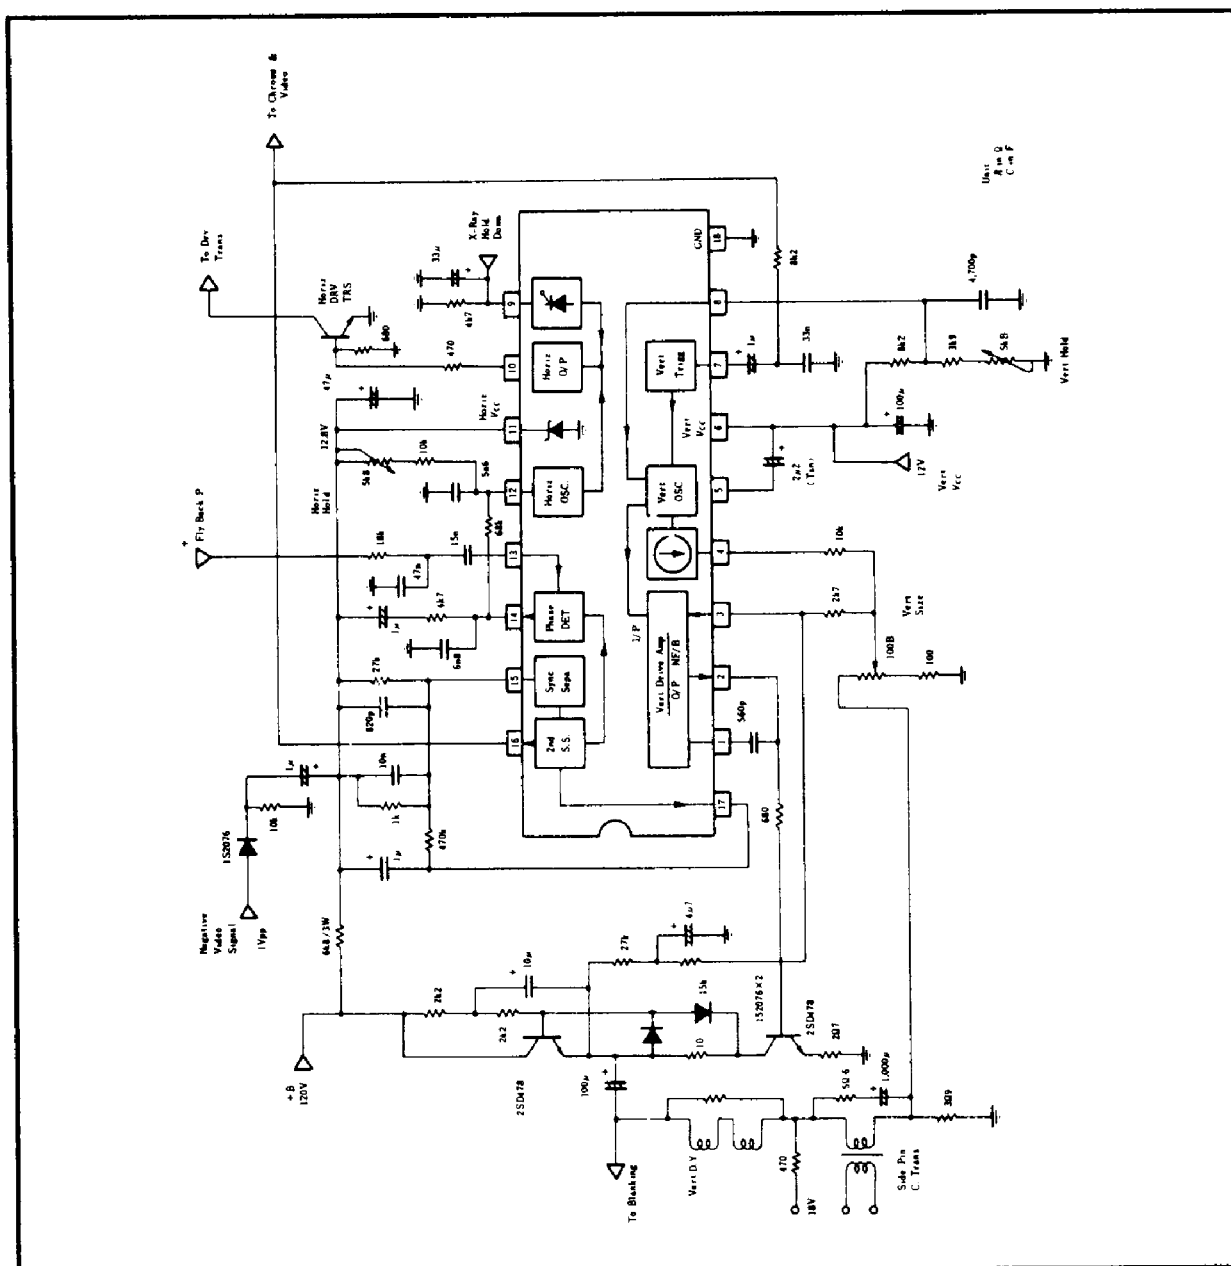 To Chroma &
Video
To Drv
Trans
+
Fly Back P
Horiz
DRV
TRS
680
470
33μ
+
4k7
X-Ray
Hold
Down
47μ
+
12.8V
Horiz
Vcc
Horiz
Hold
5kB
10k
5m6
68k
18k
15n
47n
1μ
+
4k7
6m8
27k
820p
1μ
+
10k
10n
1k
470k
1μ
+
1S2076
Negative
Video
Signal
1Vpp
6k8/3W
+B
120V
9
10
11
12
13
14
15
16
Horiz
O/P
Horiz
OSC.
Phase
DET
Sync
Sepa
2nd
S.S.
Vert
Trigg
Vert
OSC
Vert Drive Amp
O/P NF/B
I/P
Vert
Vcc
GND
18
8
7
6
5
4
3
2
1
17
8k2
1μ
+
33n
4,700p
8k2
3k9
5kB
Vert Hold
100μ
+
12V
Vert
Vcc
2μ2
(Tan)
+
10k
2k7
Vert
Size
100B
100
560p
680
Unit
R in Ω
C in F
2k2
2k2
10μ
+
27k
4μ7
+
15k
10
1S2076×2
2SD478
2Ω7
2SD478
100μ
+
To Blanking
Vert D.Y
470
18V
5Ω6
1,000μ
+
3Ω9
Side Pin
C. Trans